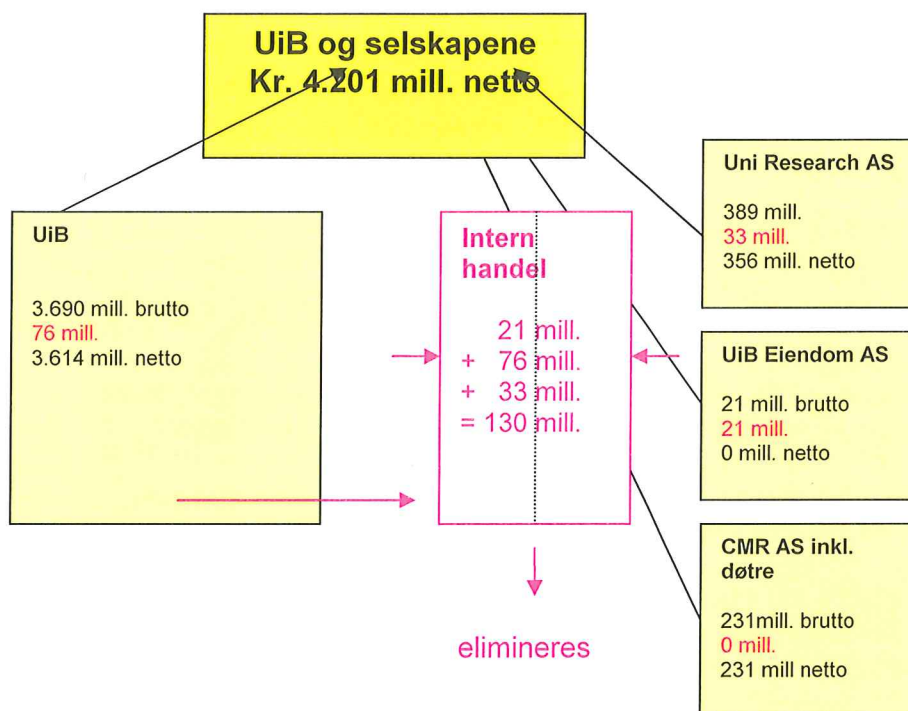 UiB og selskapene
Kr. 4.201 mill. netto
UiB
3.690 mill. brutto
76 mill.
3.614 mill. netto
Intern
handel
21 mill.
+ 76 mill.
+ 33 mill.
= 130 mill.
elimineres
Uni Research AS
389 mill.
33 mill.
356 mill. netto
UiB Eiendom AS
21 mill. brutto
21 mill.
0 mill. netto
CMR AS inkl.
døtre
231mill. brutto
0 mill.
231 mill netto